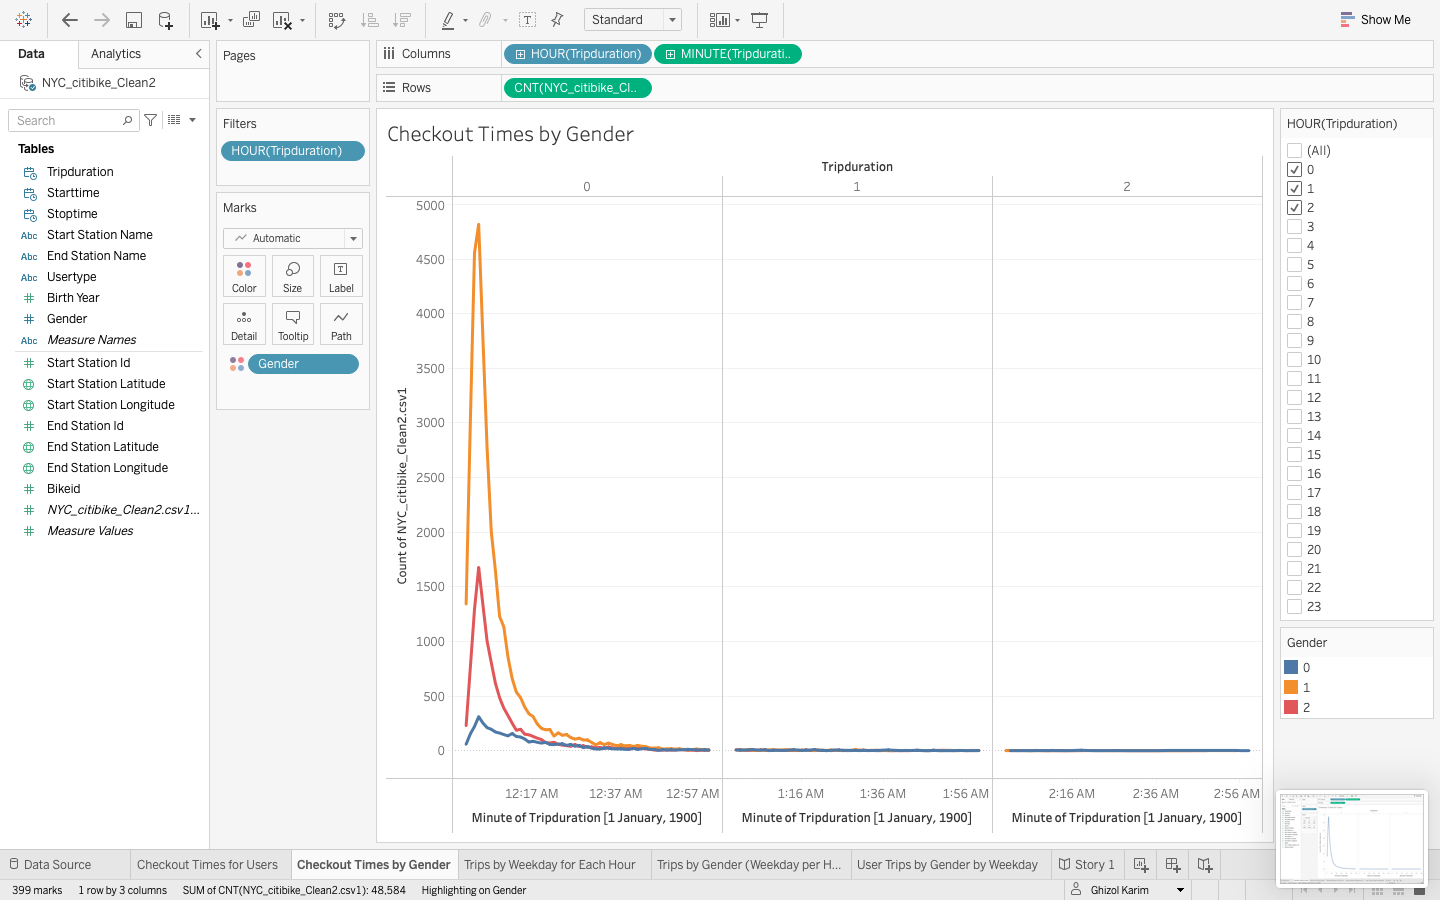 Standard
Show Me
Data
Analytics
NYC_citibike_Clean2
Search
Tables
Tripduration
Starttime
Stoptime
Abc Start Station Name
Abc End Station Name
Abc Usertype
Birth Year
Gender
Abc Measure Names
Start Station Id
Start Station Latitude
Start Station Longitude
End Station Id
End Station Latitude
End Station Longitude
Bikeid
NYC_citibike_Clean2.csv1...
Measure Values
Pages
Filters
HOUR(Tripduration)
Marks
Automatic
Color
Size
Label
Detail
Tooltip
Path
Gender
Columns
HOUR(Tripduration)
MINUTE(Tripdurati..
Rows
CNT(NYC_citibike_Cl..
Checkout Times by Gender
Tripduration
0
1
2
5000
4500
4000
3500
3000
2500
2000
1500
1000
500
0
Count of NYC_citibike_Clean2.csv1
12:17 AM
12:37 AM
12:57 AM
1:16 AM
1:36 AM
1:56 AM
2:16 AM
2:36 AM
2:56 AM
Minute of Tripduration [1 January, 1900]
Minute of Tripduration [1 January, 1900]
Minute of Tripduration [1 January, 1900]
HOUR(Tripduration)
(All)
0
1
2
3
4
5
6
7
8
9
10
11
12
13
14
15
16
17
18
19
20
21
22
23
Gender
0
1
2
Data Source
Checkout Times for Users
Checkout Times by Gender
Trips by Weekday for Each Hour
Trips by Gender (Weekday per H...
User Trips by Gender by Weekday
Story 1
399 marks
1 row by 3 columns
SUM of CNT(NYC_citibike_Clean2.csv1): 48,584
Highlighting on Gender
Ghizol Karim